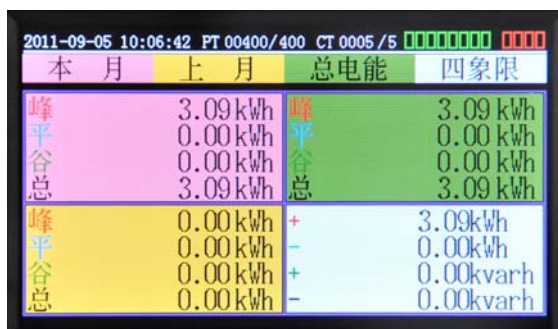 2011-09-05 10:06:42 PT 00400/400 CT 0005/5
本 月 上 月 总电能 四象限
峰 3.09kWh 峰 3.09kWh
平 0.00kWh 平 0.00kWh
谷 0.00kWh 谷 0.00kWh
总 3.09kWh 总 3.09kWh
峰 0.00kWh + 3.09kWh
平 0.00kWh - 0.00kWh
谷 0.00kWh + 0.00kvarh
总 0.00kWh - 0.00kvarh